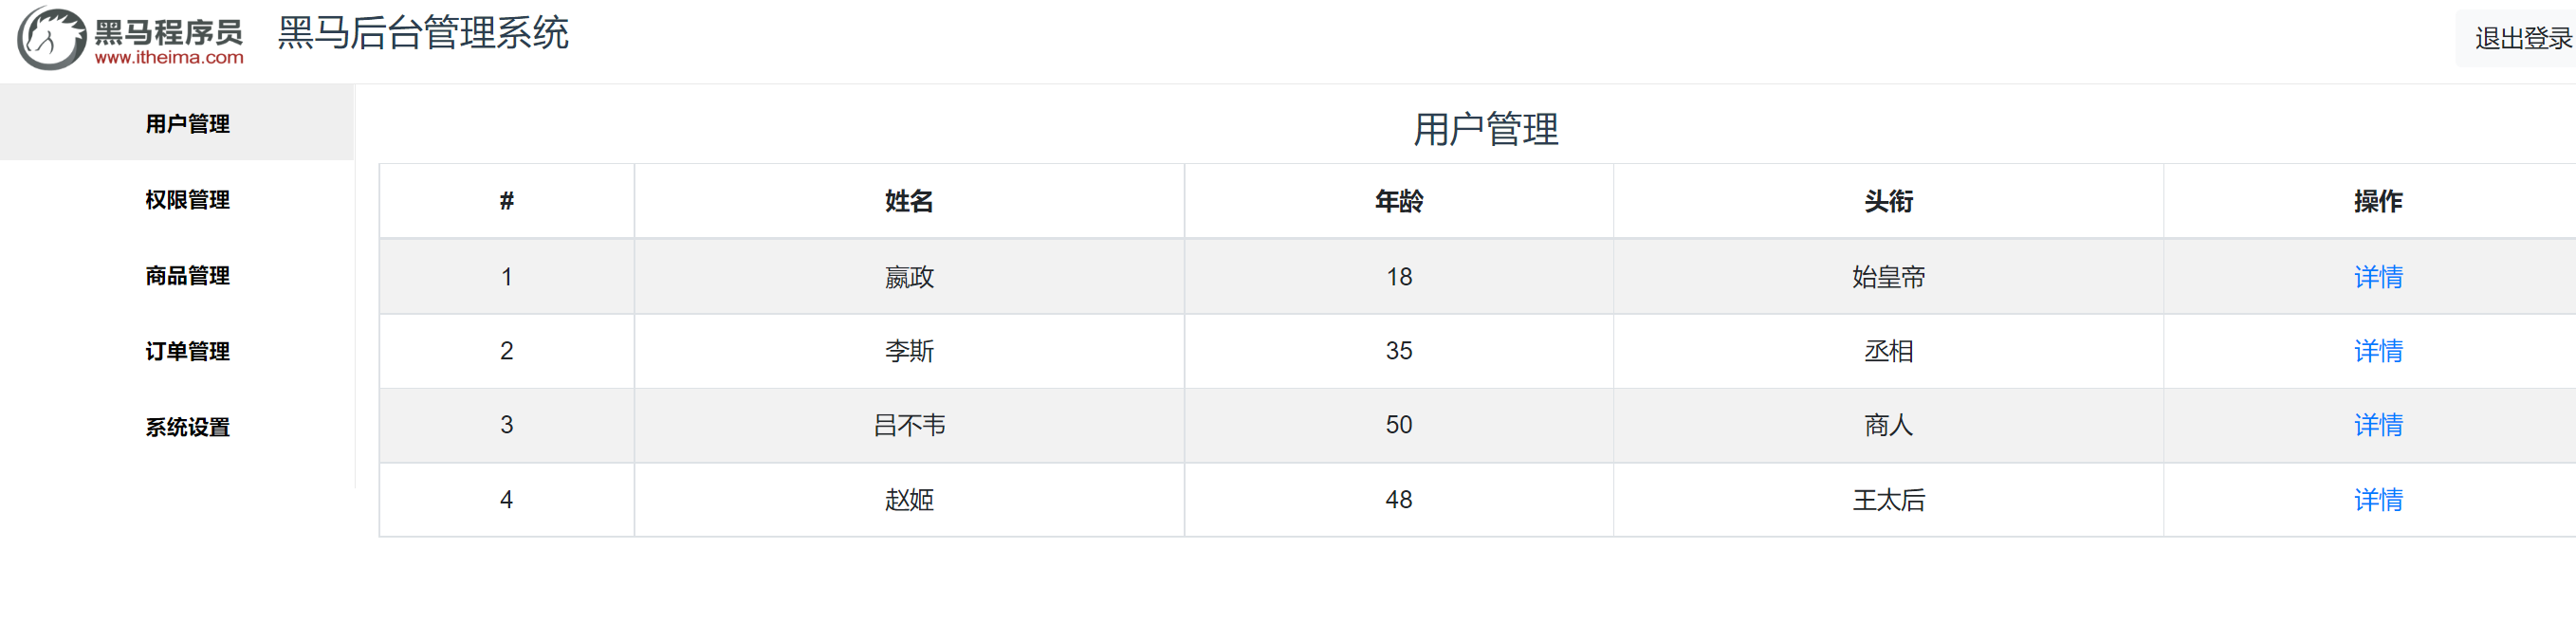 黑马程序员
www.itheima.com
黑马后台管理系统
退出登录
用户管理
权限管理
商品管理
订单管理
系统设置
用户管理
# 姓名 年龄 头衔 操作
1 嬴政 18 始皇帝 详情
2 李斯 35 丞相 详情
3 吕不韦 50 商人 详情
4 赵姬 48 王太后 详情